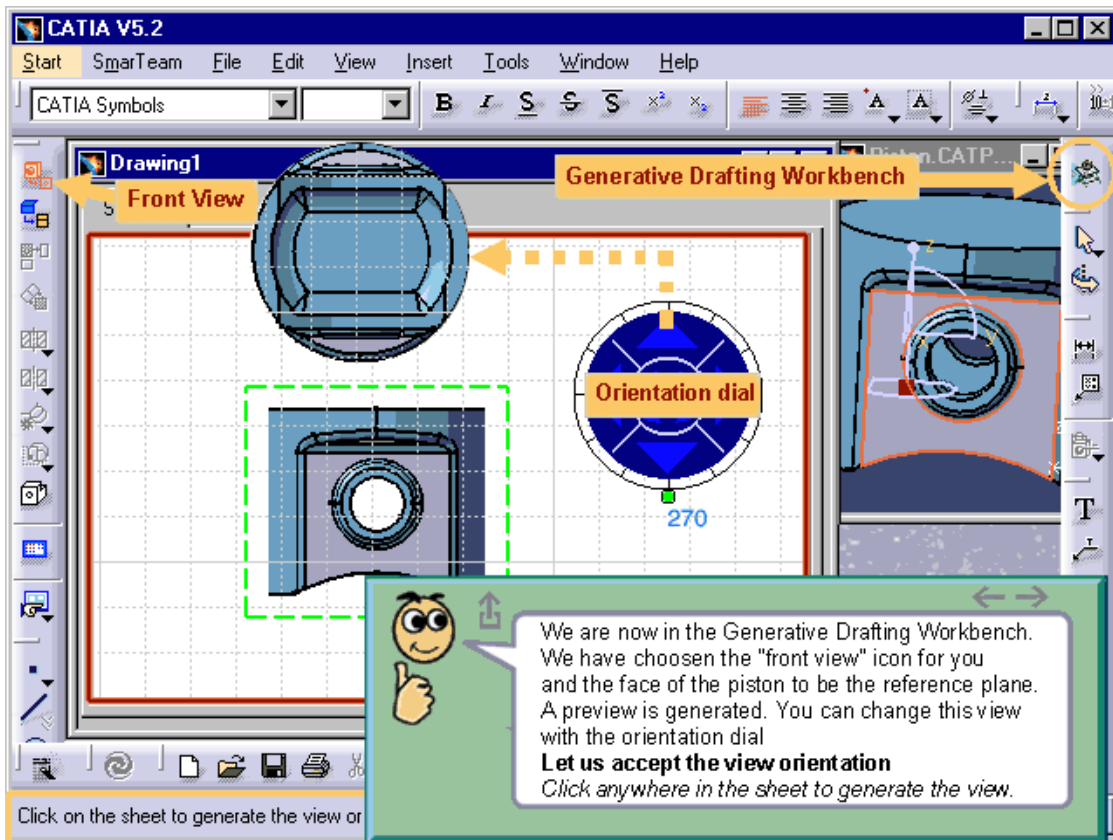 CATIA V5.2
Start SmarTeam File Edit View Insert Tools Window Help
CATIA Symbols
B I S S S x² x₂ A A
Drawing1
Piston.CATP...
Generative Drafting Workbench
Front View
S
z
x y
Orientation dial
270
T
T
We are now in the Generative Drafting Workbench.
We have choosen the "front view" icon for you
and the face of the piston to be the reference plane.
A preview is generated. You can change this view
with the orientation dial
Let us accept the view orientation
Click anywhere in the sheet to generate the view.
Click on the sheet to generate the view or